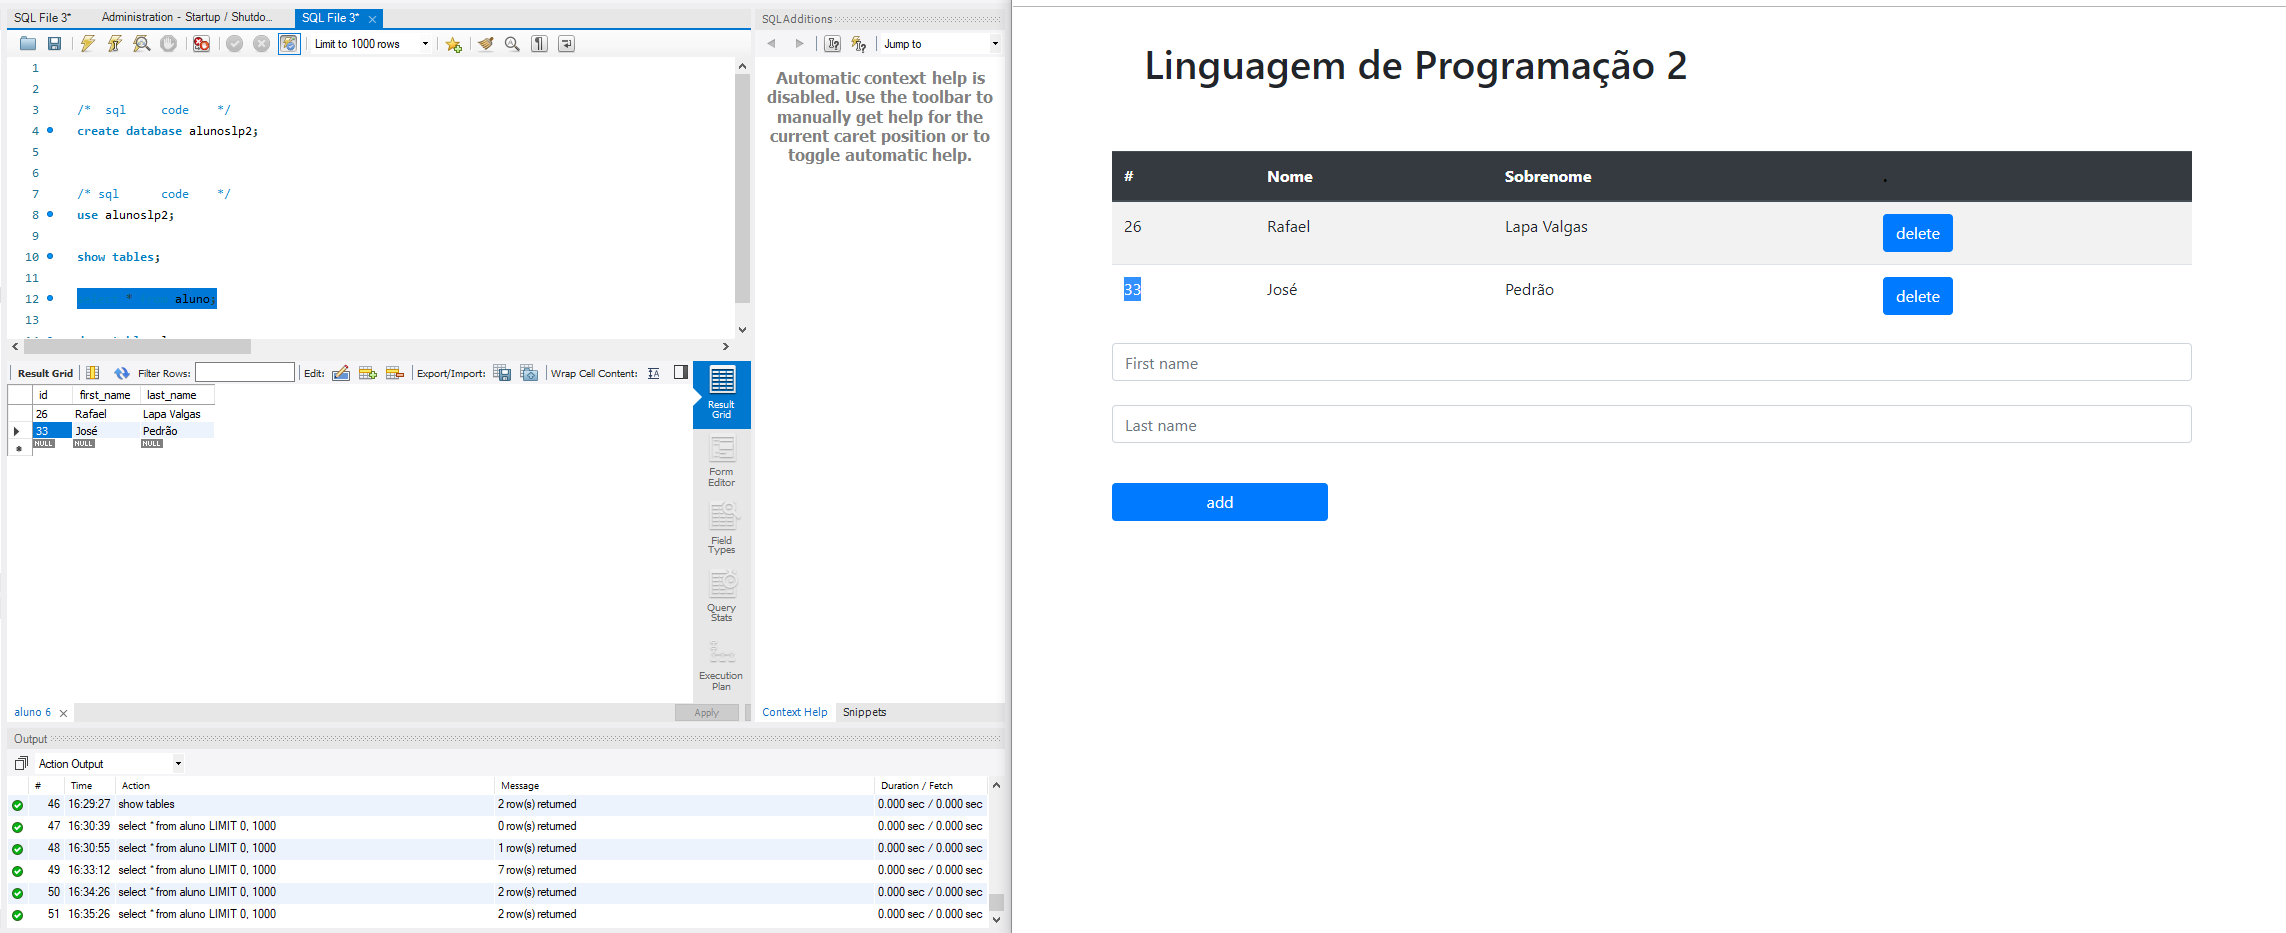 SQL File 3*
Administration - Startup / Shutdo...
SQL File 3*
Limit to 1000 rows
1
2
3 /* sql code */
4 create database alunoslp2;
5
6
7 /* sql code */
8 use alunoslp2;
9
10 show tables;
11
12 * aluno;
13
SQLAdditions
Jump to
Automatic context help is
disabled. Use the toolbar to
manually get help for the
current caret position or to
toggle automatic help.
Result Grid
Filter Rows:
Edit:
Export/Import:
Wrap Cell Content:
id first_name last_name
26 Rafael Lapa Valgas
33 José Pedrão
NULL NULL NULL
Result
Grid
Form
Editor
Field
Types
Query
Stats
Execution
Plan
aluno 6
Apply
Context Help
Snippets
Output
Action Output
# Time Action Message Duration / Fetch
46 16:29:27 show tables 2 row(s) returned 0.000 sec / 0.000 sec
47 16:30:39 select * from aluno LIMIT 0, 1000 0 row(s) returned 0.000 sec / 0.000 sec
48 16:30:55 select * from aluno LIMIT 0, 1000 1 row(s) returned 0.000 sec / 0.000 sec
49 16:33:12 select * from aluno LIMIT 0, 1000 7 row(s) returned 0.000 sec / 0.000 sec
50 16:34:26 select * from aluno LIMIT 0, 1000 2 row(s) returned 0.000 sec / 0.000 sec
51 16:35:26 select * from aluno LIMIT 0, 1000 2 row(s) returned 0.000 sec / 0.000 sec
Linguagem de Programação 2
# Nome Sobrenome .
26 Rafael Lapa Valgas delete
33 José Pedrão delete
First name
Last name
add